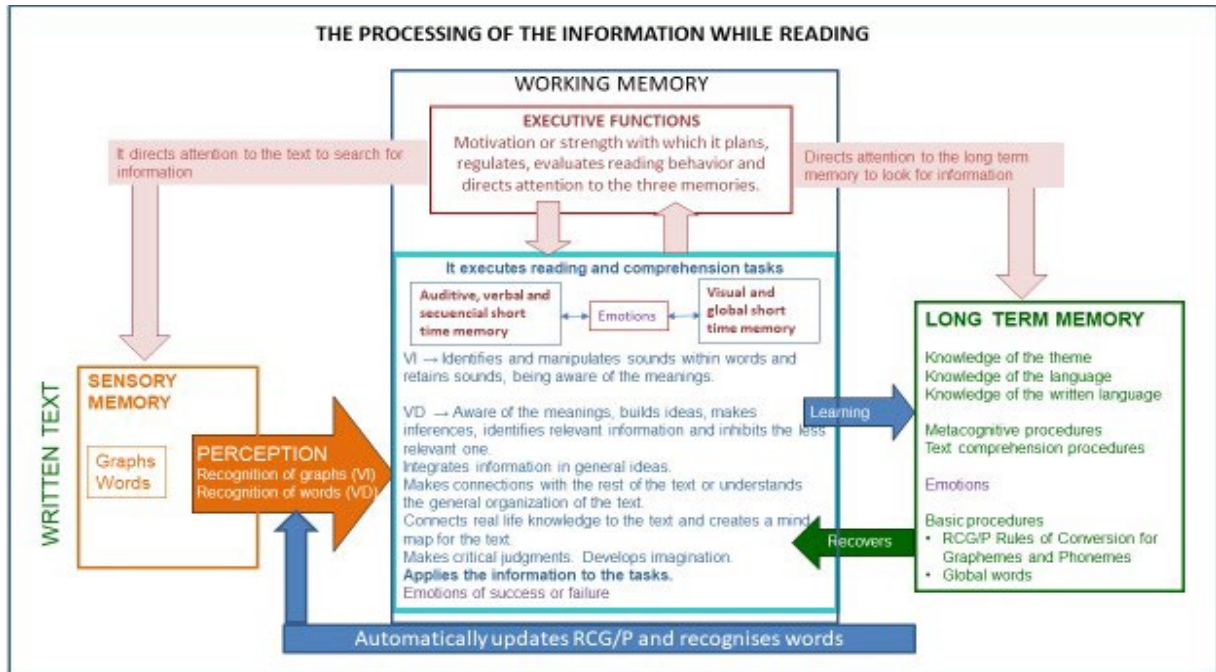 THE PROCESSING OF THE INFORMATION WHILE READING
WORKING MEMORY
EXECUTIVE FUNCTIONS
Motivation or strength with which it plans,
regulates, evaluates reading behavior and
directs attention to the three memories.
It directs attention to the text to search for
information
Directs attention to the long term
memory to look for information
It executes reading and comprehension tasks
Auditive, verbal and
secuencial short
time memory
Emotions
Visual and
global short
time memory
VI → Identifies and manipulates sounds within words and
retains sounds, being aware of the meanings.
VD → Aware of the meanings, builds ideas, makes
inferences, identifies relevant information and inhibits the less
relevant one.
Integrates information in general ideas.
Makes connections with the rest of the text or understands
the general organization of the text.
Connects real life knowledge to the text and creates a mind
map for the text.
Makes critical judgments. Develops imagination.
Applies the information to the tasks.
Emotions of success or failure
WRITTEN TEXT
SENSORY
MEMORY
Graphs
Words
PERCEPTION
Recognition of graphs (VI)
Recognition of words (VD)
Learning
Recovers
LONG TERM MEMORY
Knowledge of the theme
Knowledge of the language
Knowledge of the written language
Metacognitive procedures
Text comprehension procedures
Emotions
Basic procedures
• RCG/P Rules of Conversion for
Graphemes and Phonemes
• Global words
Automatically updates RCG/P and recognises words